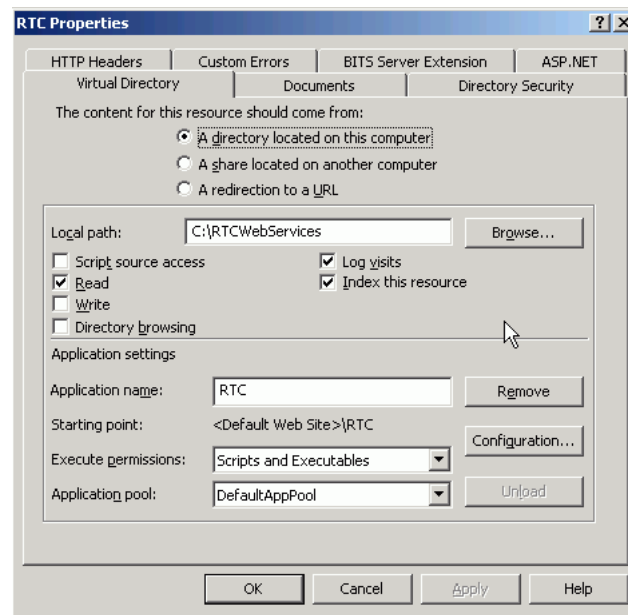 RTC Properties
HTTP Headers Custom Errors BITS Server Extension ASP.NET
Virtual Directory Documents Directory Security
The content for this resource should come from:
A directory located on this computer
A share located on another computer
A redirection to a URL
Local path: C:\RTCWebServices Browse...
Script source access Log visits
Read Index this resource
Write
Directory browsing
Application settings
Application name: RTC Remove
Starting point: <Default Web Site>\RTC
Configuration...
Execute permissions: Scripts and Executables
Application pool: DefaultAppPool Unload
OK Cancel Apply Help